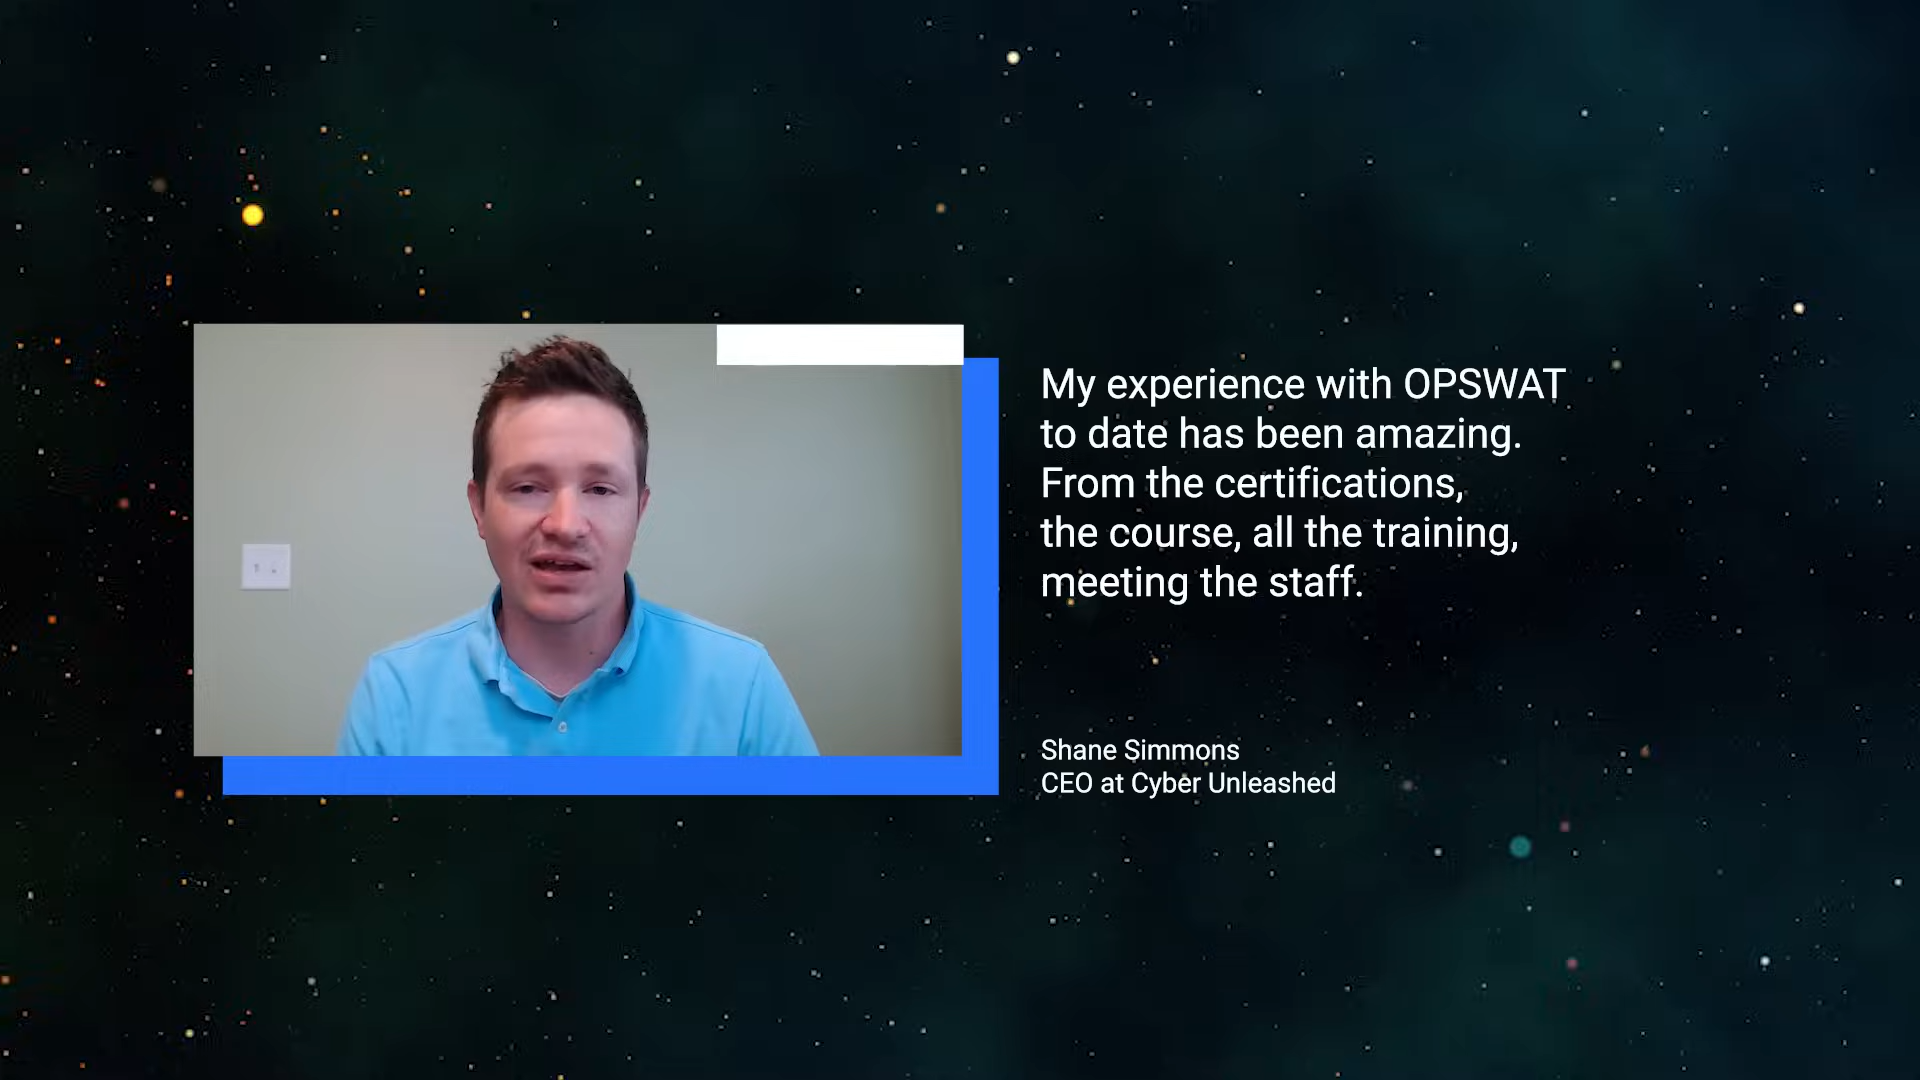 My experience with OPSWAT
to date has been amazing.
From the certifications,
the course, all the training,
meeting the staff.
Shane Simmons
CEO at Cyber Unleashed